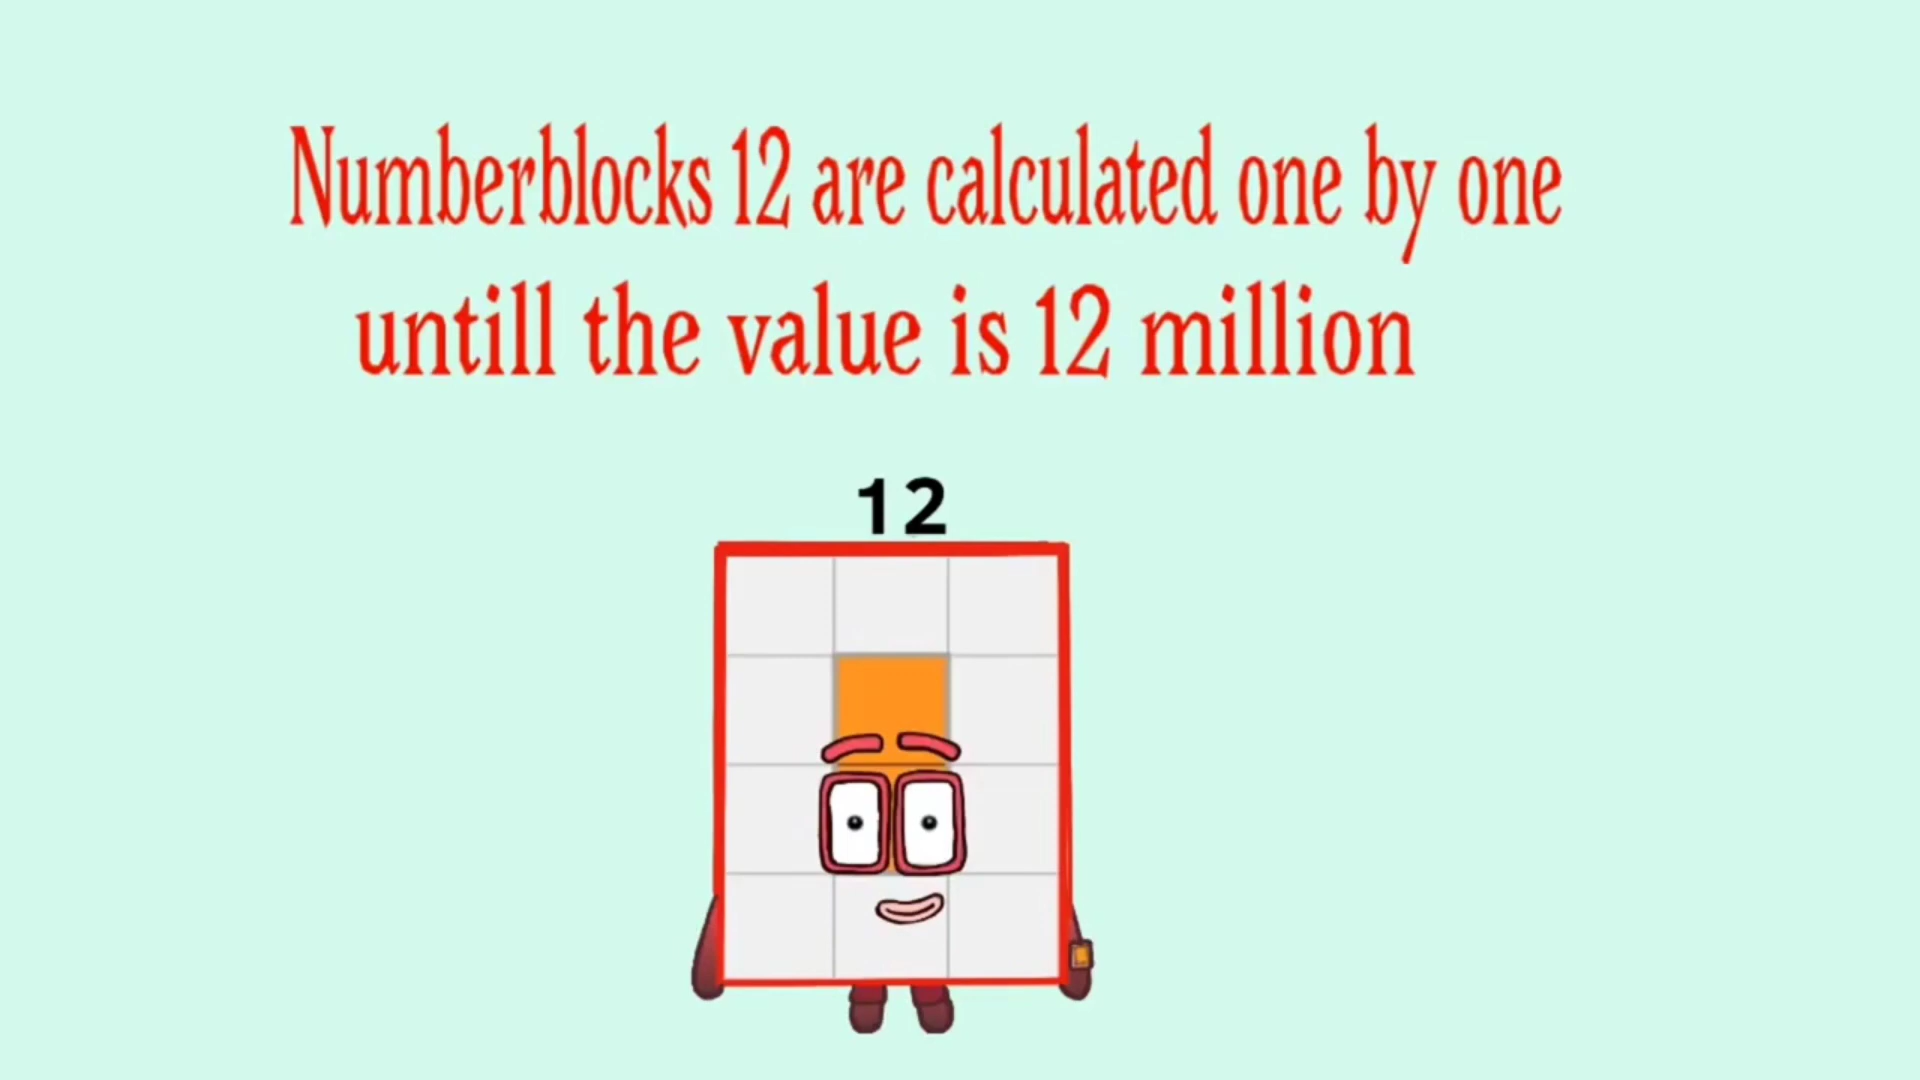 Numberblocks 12 are calculated one by one
untill the value is 12 million
12